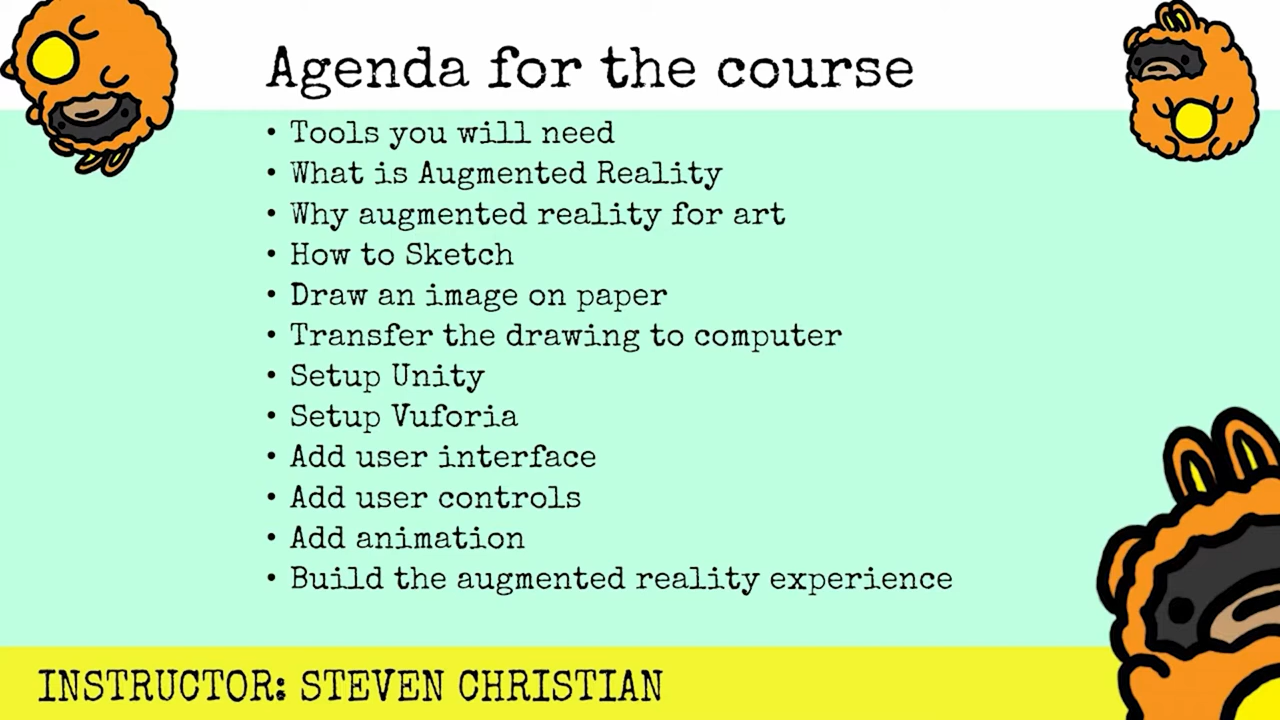 Agenda for the course
• Tools you will need
• What is Augmented Reality
• Why augmented reality for art
• How to Sketch
• Draw an image on paper
• Transfer the drawing to computer
• Setup Unity
• Setup Vuforia
• Add user interface
• Add user controls
• Add animation
• Build the augmented reality experience
INSTRUCTOR: STEVEN CHRISTIAN